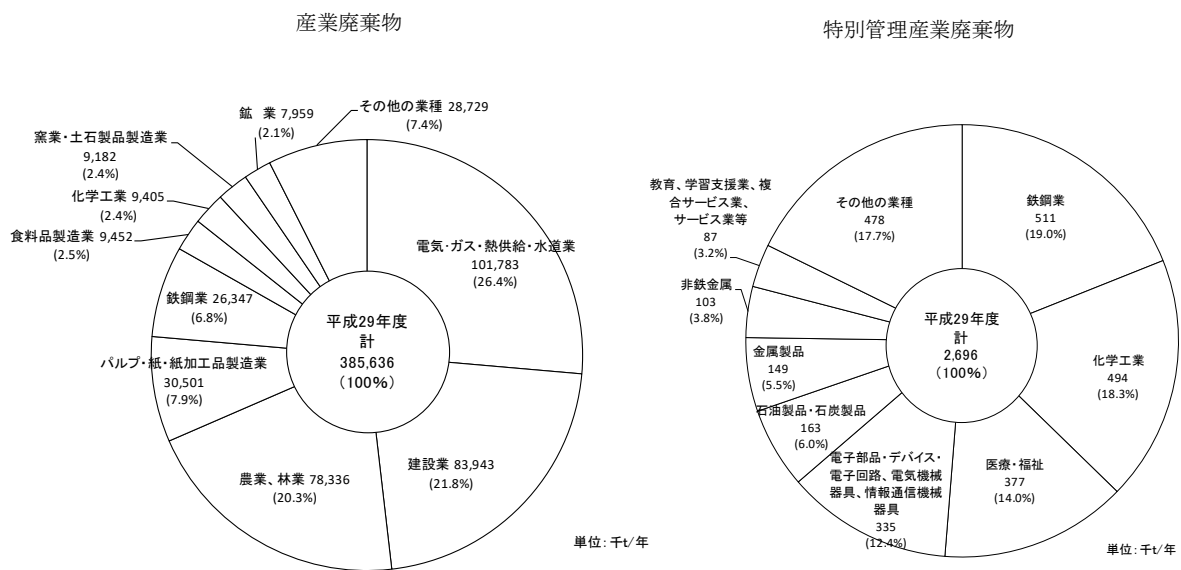 産業廃棄物
その他の業種 28,729
(7.4%)
鉱 業 7,959
(2.1%)
窯業・土石製品製造業
9,182
(2.4%)
化学工業 9,405
(2.4%)
食料品製造業 9,452
(2.5%)
鉄鋼業 26,347
(6.8%)
パルプ・紙・紙加工品製造業
30,501
(7.9%)
農業、林業 78,336
(20.3%)
建設業 83,943
(21.8%)
電気・ガス・熱供給・水道業
101,783
(26.4%)
平成29年度
計
385,636
(100%)
単位:千t/年
特別管理産業廃棄物
その他の業種
478
(17.7%)
教育、学習支援業、複
合サービス業、
サービス業等
87
(3.2%)
非鉄金属
103
(3.8%)
金属製品
149
(5.5%)
石油製品・石炭製品
163
(6.0%)
電子部品・デバイス・
電子回路、電気機械
器具、情報通信機械
器具
335
(12.4%)
医療・福祉
377
(14.0%)
化学工業
494
(18.3%)
鉄鋼業
511
(19.0%)
平成29年度
計
2,696
(100%)
単位:千t/年